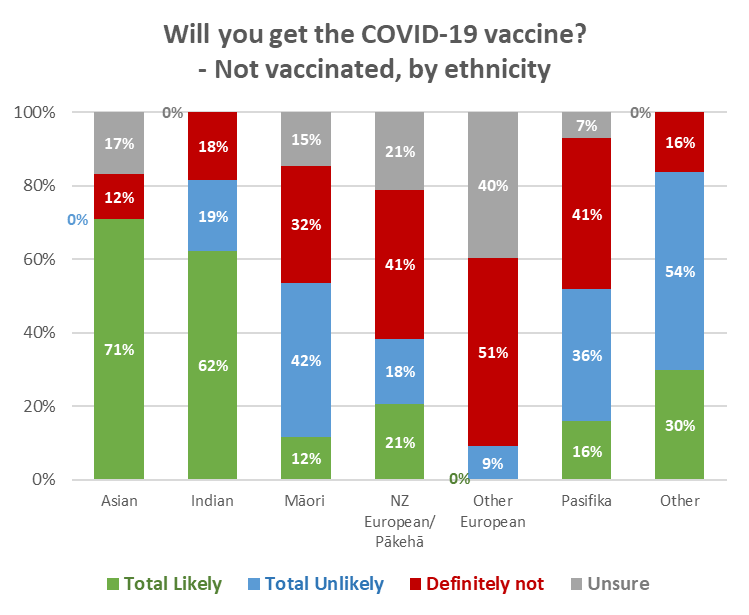 Will you get the COVID-19 vaccine?
- Not vaccinated, by ethnicity
100%
80%
60%
40%
20%
0%
17%
12%
0%
71%
0%
18%
19%
62%
15%
32%
42%
12%
21%
41%
18%
21%
40%
51%
9%
0%
7%
41%
36%
16%
0%
16%
54%
30%
Asian
Indian
Māori
NZ
European/
Pākehā
Other
European
Pasifika
Other
Total Likely
Total Unlikely
Definitely not
Unsure